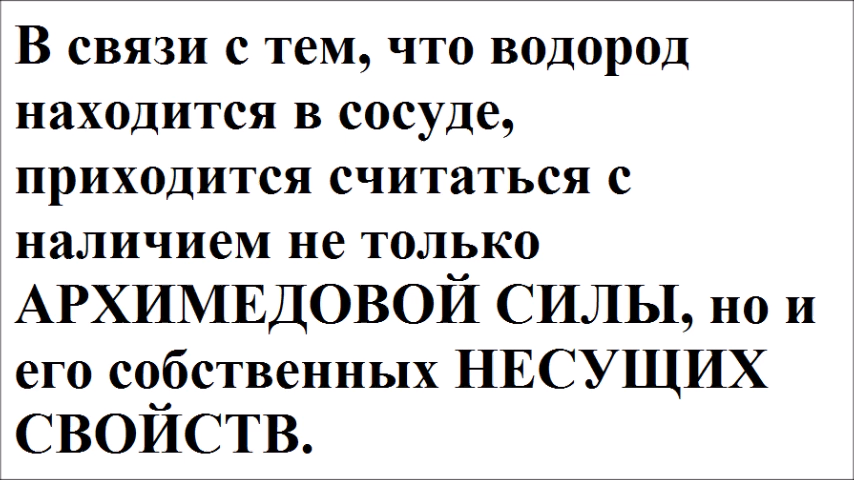 В связи с тем, что водород
находится в сосуде,
приходится считаться с
наличием не только
АРХИМЕДОВОЙ СИЛЫ, но и
его собственных НЕСУЩИХ
СВОЙСТВ.